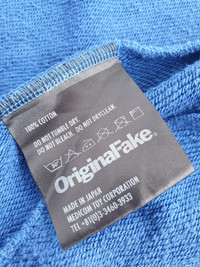 100% COTTON
DO NOT TUMBLE DRY.
DO NOT BLEACH. DO NOT DRYCLEAN.
OriginalFake.
MADE IN JAPAN
MEDICOM TOY CORPORATION
TEL=81(0)3-3460-3933